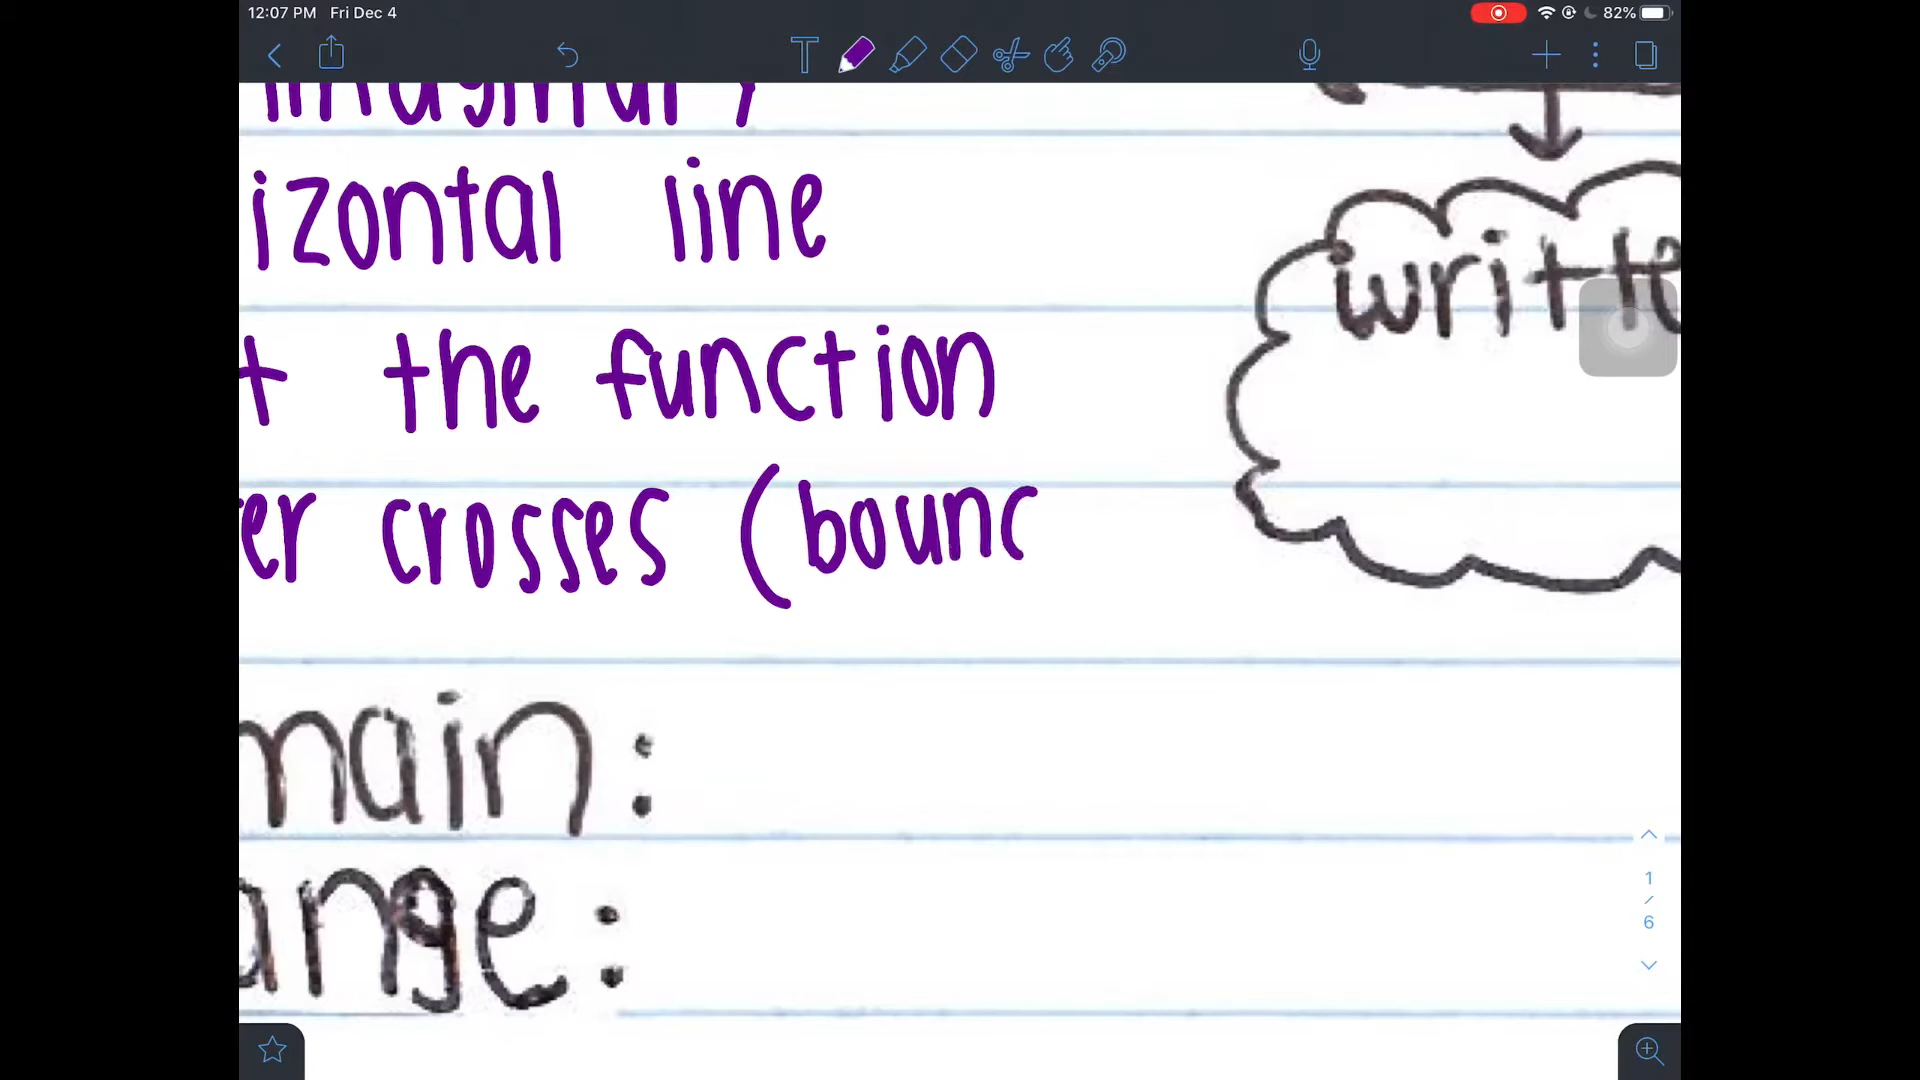 12:07 PM Fri Dec 4 82%
imaginary
izontal line
t the function
er crosses (bounc
main:
ange:
writte
1
/
6